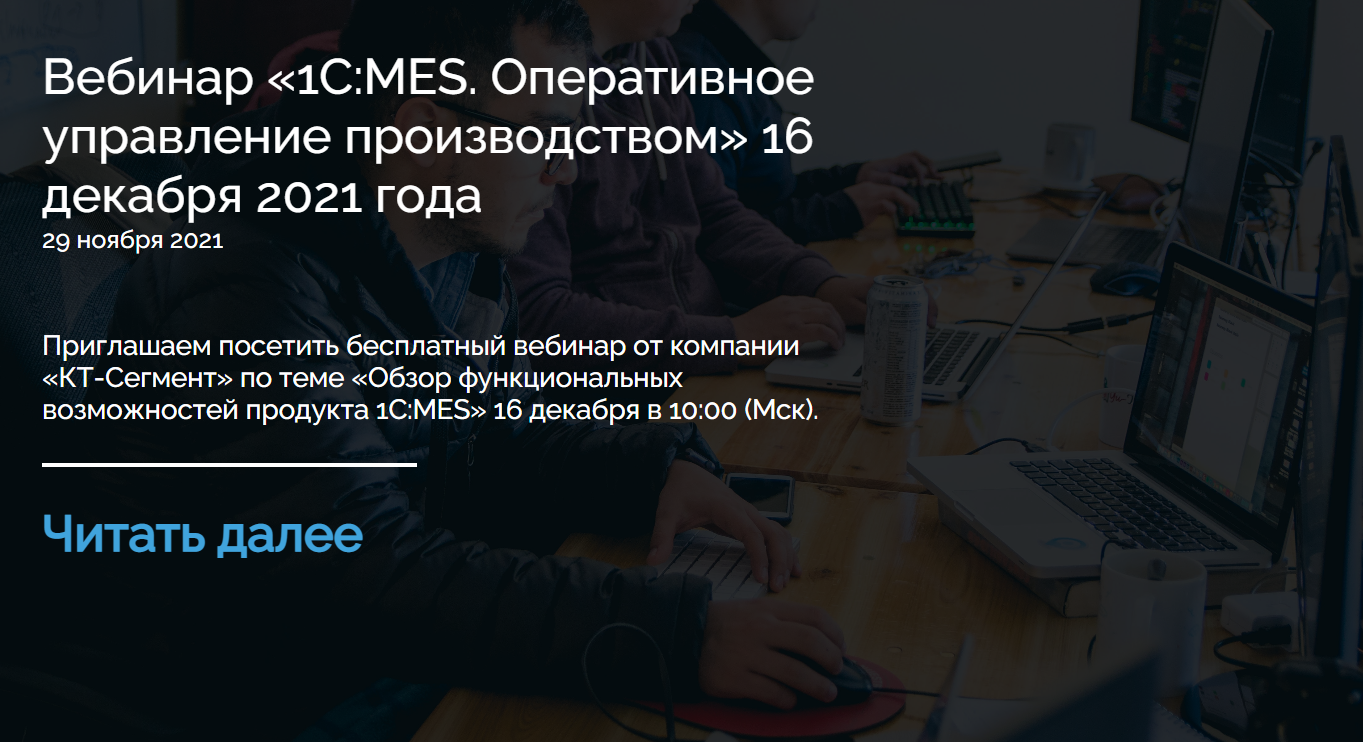 Вебинар «1С:MES. Оперативное
управление производством» 16
декабря 2021 года
29 ноября 2021
Приглашаем посетить бесплатный вебинар от компании
«КТ-Сегмент» по теме «Обзор функциональных
возможностей продукта 1С:MES» 16 декабря в 10:00 (Мск).
Читать далее